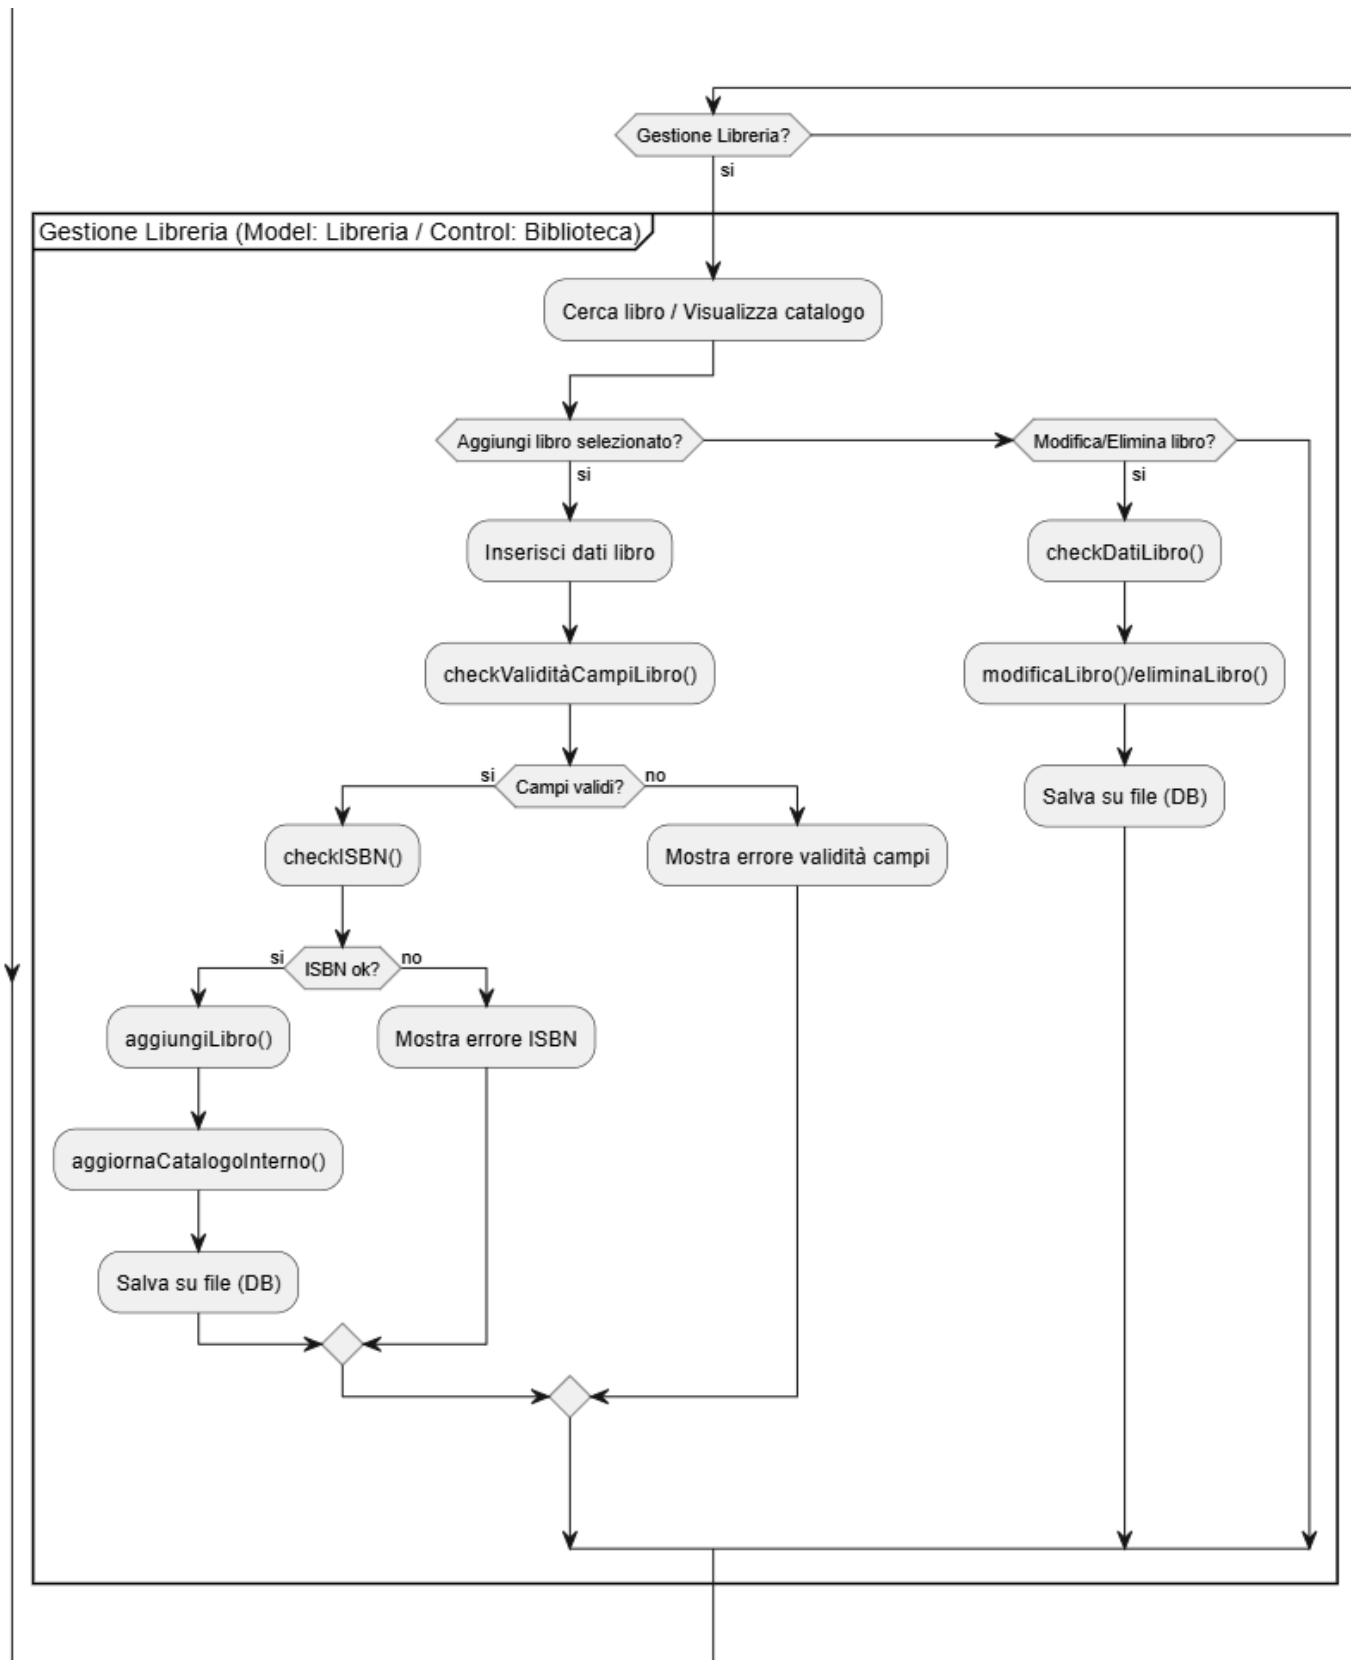 Gestione Libreria?
si
Gestione Libreria (Model: Libreria / Control: Biblioteca)
Cerca libro / Visualizza catalogo
Aggiungi libro selezionato?
Modifica/Elimina libro?
si
si
Inserisci dati libro
checkDatiLibro()
checkValiditàCampiLibro()
modificaLibro()/eliminaLibro()
si
Campi validi?
no
Salva su file (DB)
checkISBN()
Mostra errore validità campi
si
ISBN ok?
no
aggiungiLibro()
Mostra errore ISBN
aggiornaCatalogoInterno()
Salva su file (DB)